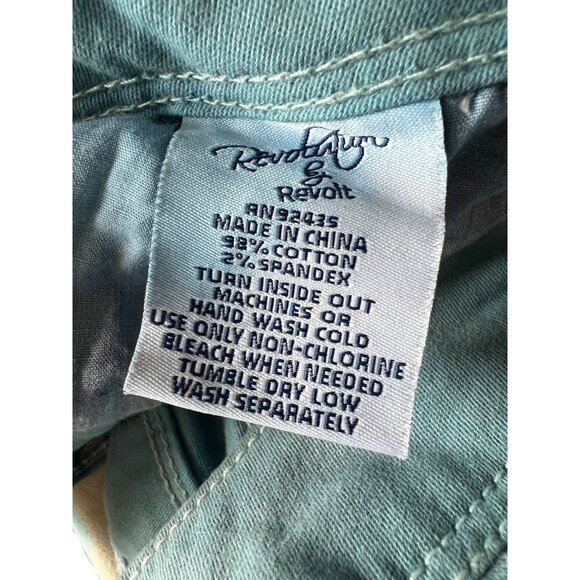 Revolution
&
Revolt
RN92435
MADE IN CHINA
98% COTTON
2% SPANDEX
TURN INSIDE OUT
MACHINES OR
HAND WASH COLD
USE ONLY NON-CHLORINE
BLEACH WHEN NEEDED
TUMBLE DRY LOW
WASH SEPARATELY